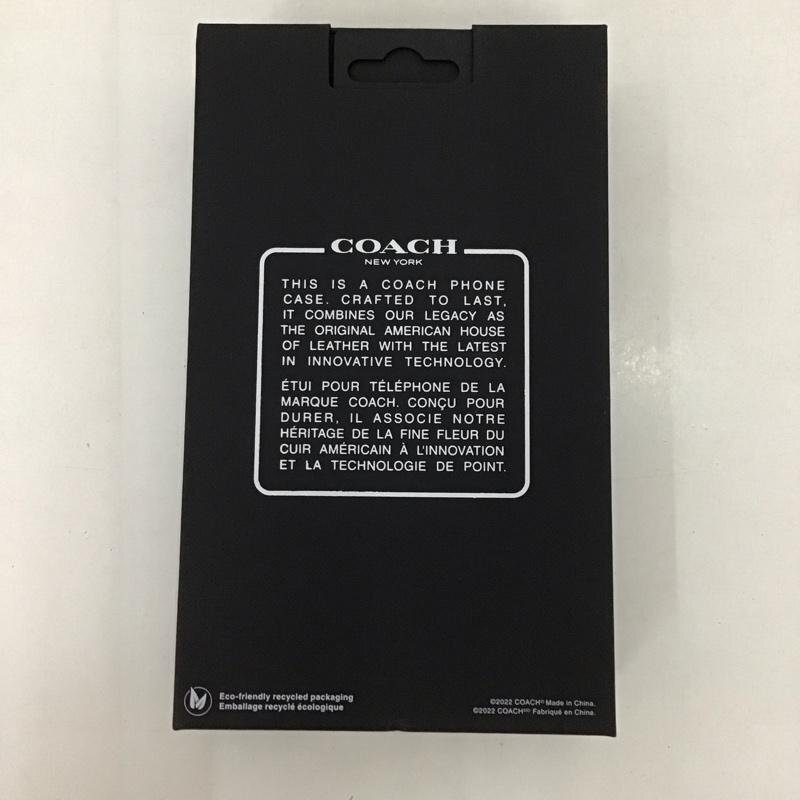 COACH
NEW YORK
THIS IS A COACH PHONE
CASE. CRAFTED TO LAST,
IT COMBINES OUR LEGACY AS
THE ORIGINAL AMERICAN HOUSE
OF LEATHER WITH THE LATEST
IN INNOVATIVE TECHNOLOGY.
ÉTUI POUR TÉLÉPHONE DE LA
MARQUE COACH. CONÇU POUR
DURER, IL ASSOCIE NOTRE
HÉRITAGE DE LA FINE FLEUR DU
CUIR AMÉRICAIN À L'INNOVATION
ET LA TECHNOLOGIE DE POINT.
Eco-friendly recycled packaging
Emballage recyclé écologique
©2022 COACH® Made in China.
©2022 COACHᴹᴰ Fabriqué en China.